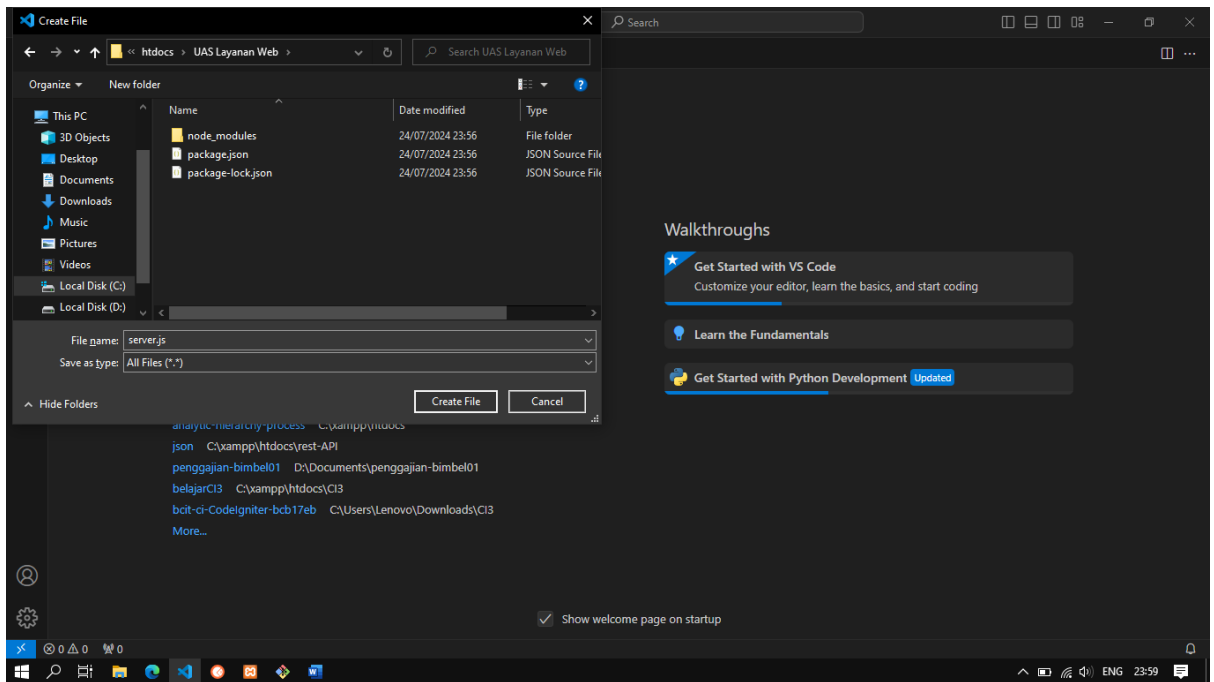 Create File
Search
« htdocs › UAS Layanan Web ›
Search UAS Layanan Web
Organize
New folder
This PC
3D Objects
Desktop
Documents
Downloads
Music
Pictures
Videos
Local Disk (C:)
Local Disk (D:)
Name Date modified Type
node_modules 24/07/2024 23:56 File folder
package.json 24/07/2024 23:56 JSON Source File
package-lock.json 24/07/2024 23:56 JSON Source File
File name: server.js
Save as type: All Files (*.*)
Hide Folders
Create File
Cancel
analytic-hierarchy-process C:\xampp\htdocs
json C:\xampp\htdocs\rest-API
penggajian-bimbel01 D:\Documents\penggajian-bimbel01
belajarCI3 C:\xampp\htdocs\CI3
bcit-ci-CodeIgniter-bcb17eb C:\Users\Lenovo\Downloads\CI3
More...
Walkthroughs
Get Started with VS Code
Customize your editor, learn the basics, and start coding
Learn the Fundamentals
Get Started with Python Development Updated
Show welcome page on startup
0 0 0
ENG 23:59